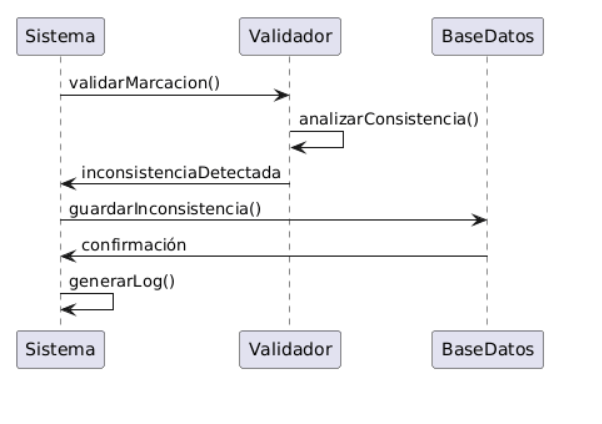 Sistema
Validador
BaseDatos
validarMarcacion()
analizarConsistencia()
inconsistenciaDetectada
guardarInconsistencia()
confirmación
generarLog()
Sistema
Validador
BaseDatos